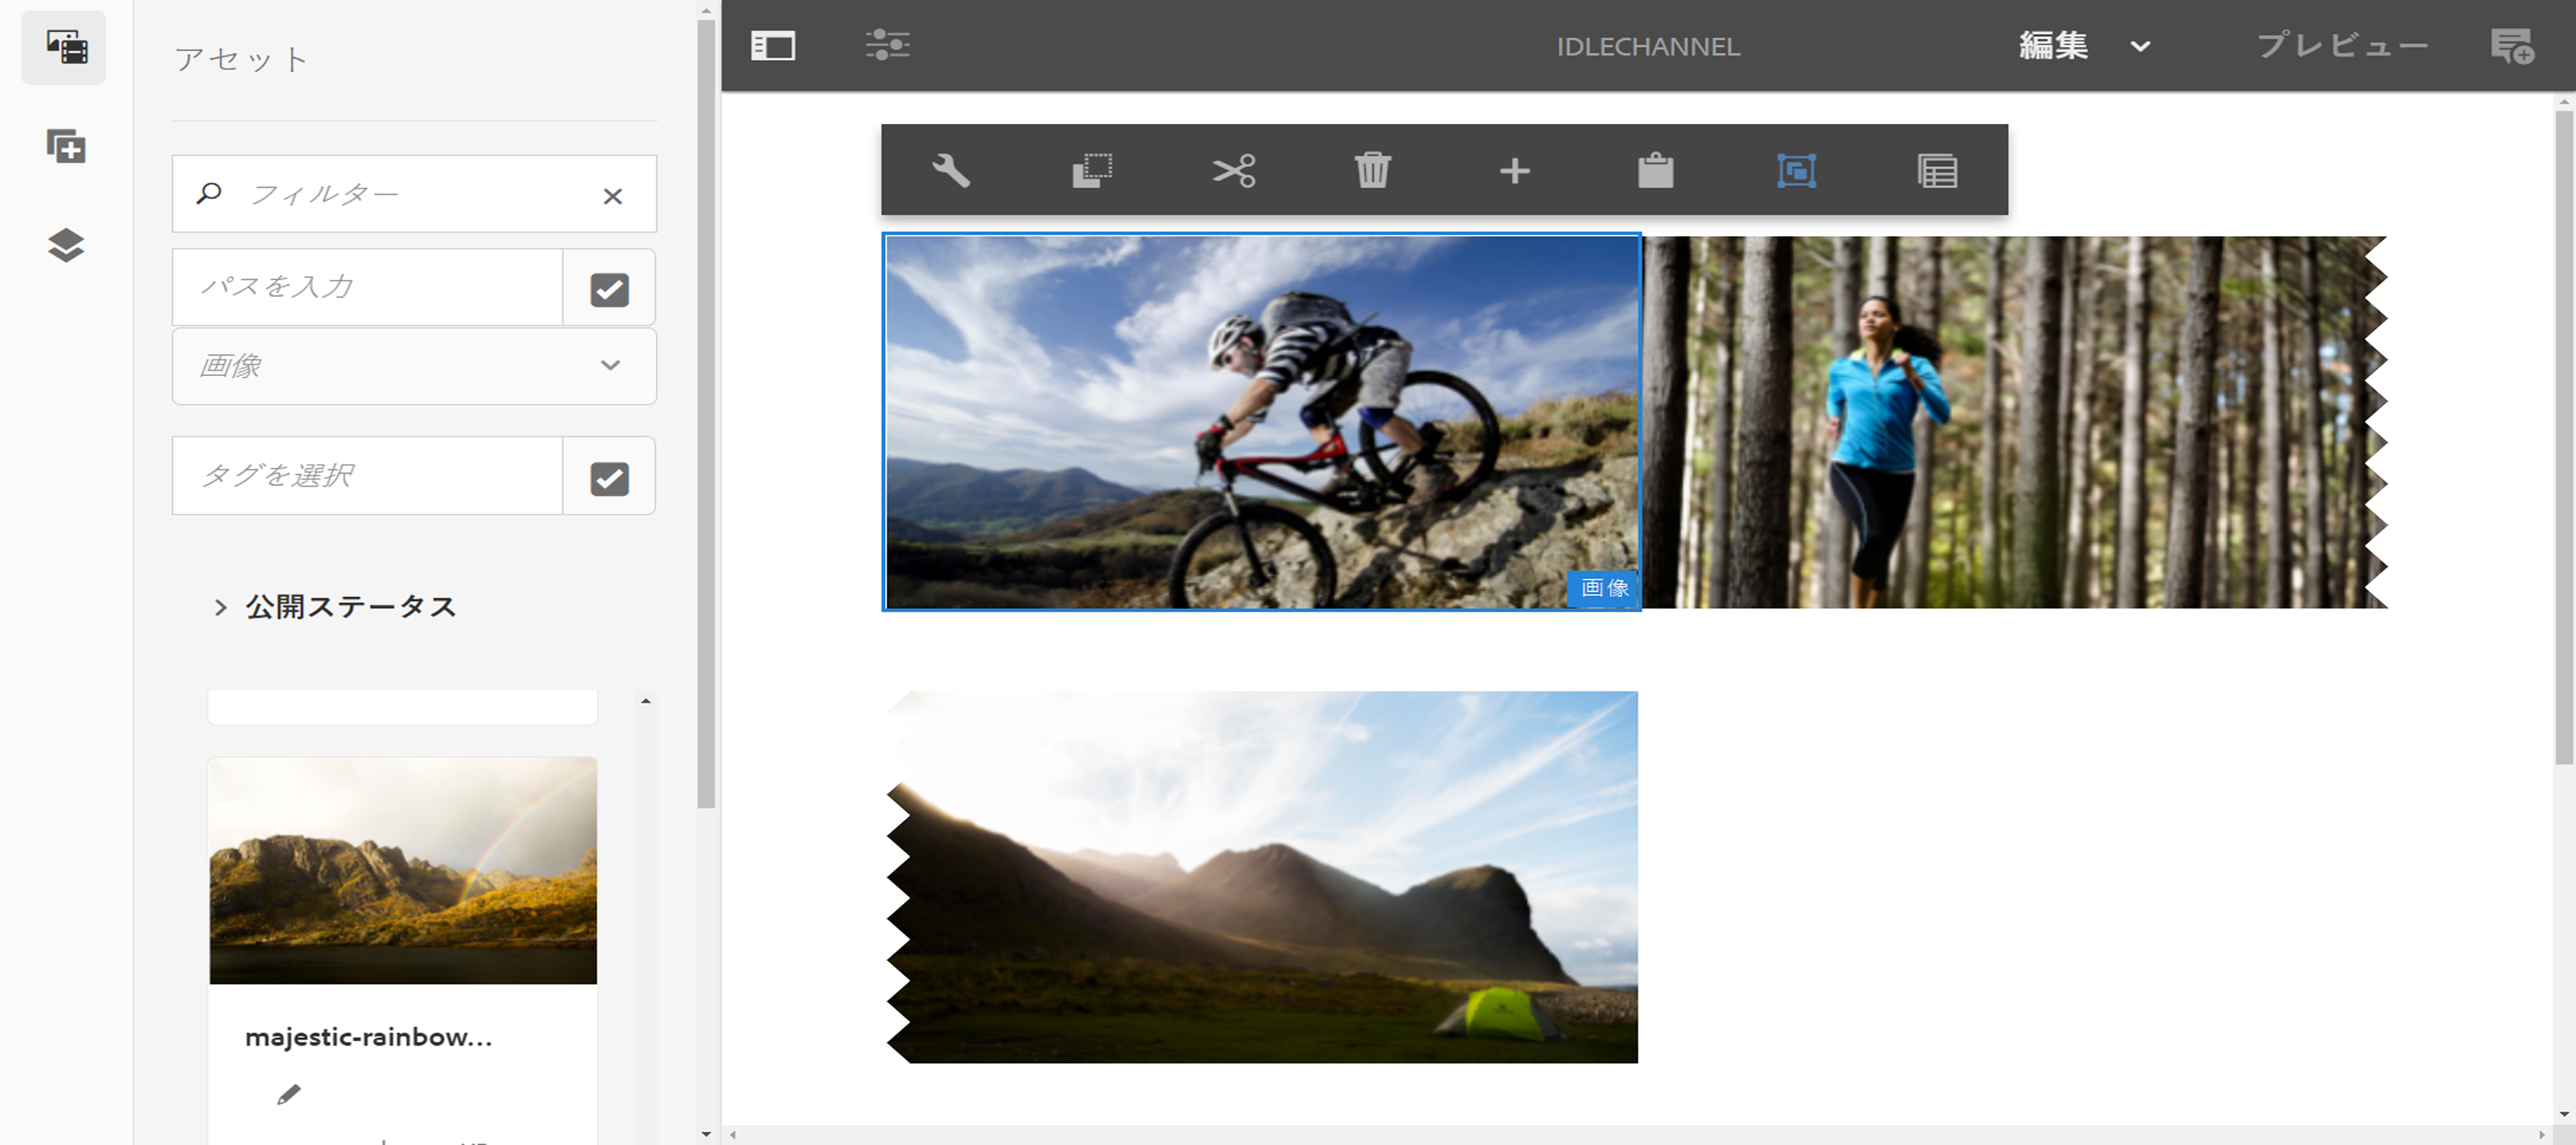 アセット
フィルター
パスを入力
画像
タグを選択
公開ステータス
majestic-rainbow...
IDLECHANNEL
編集
プレビュー
画像